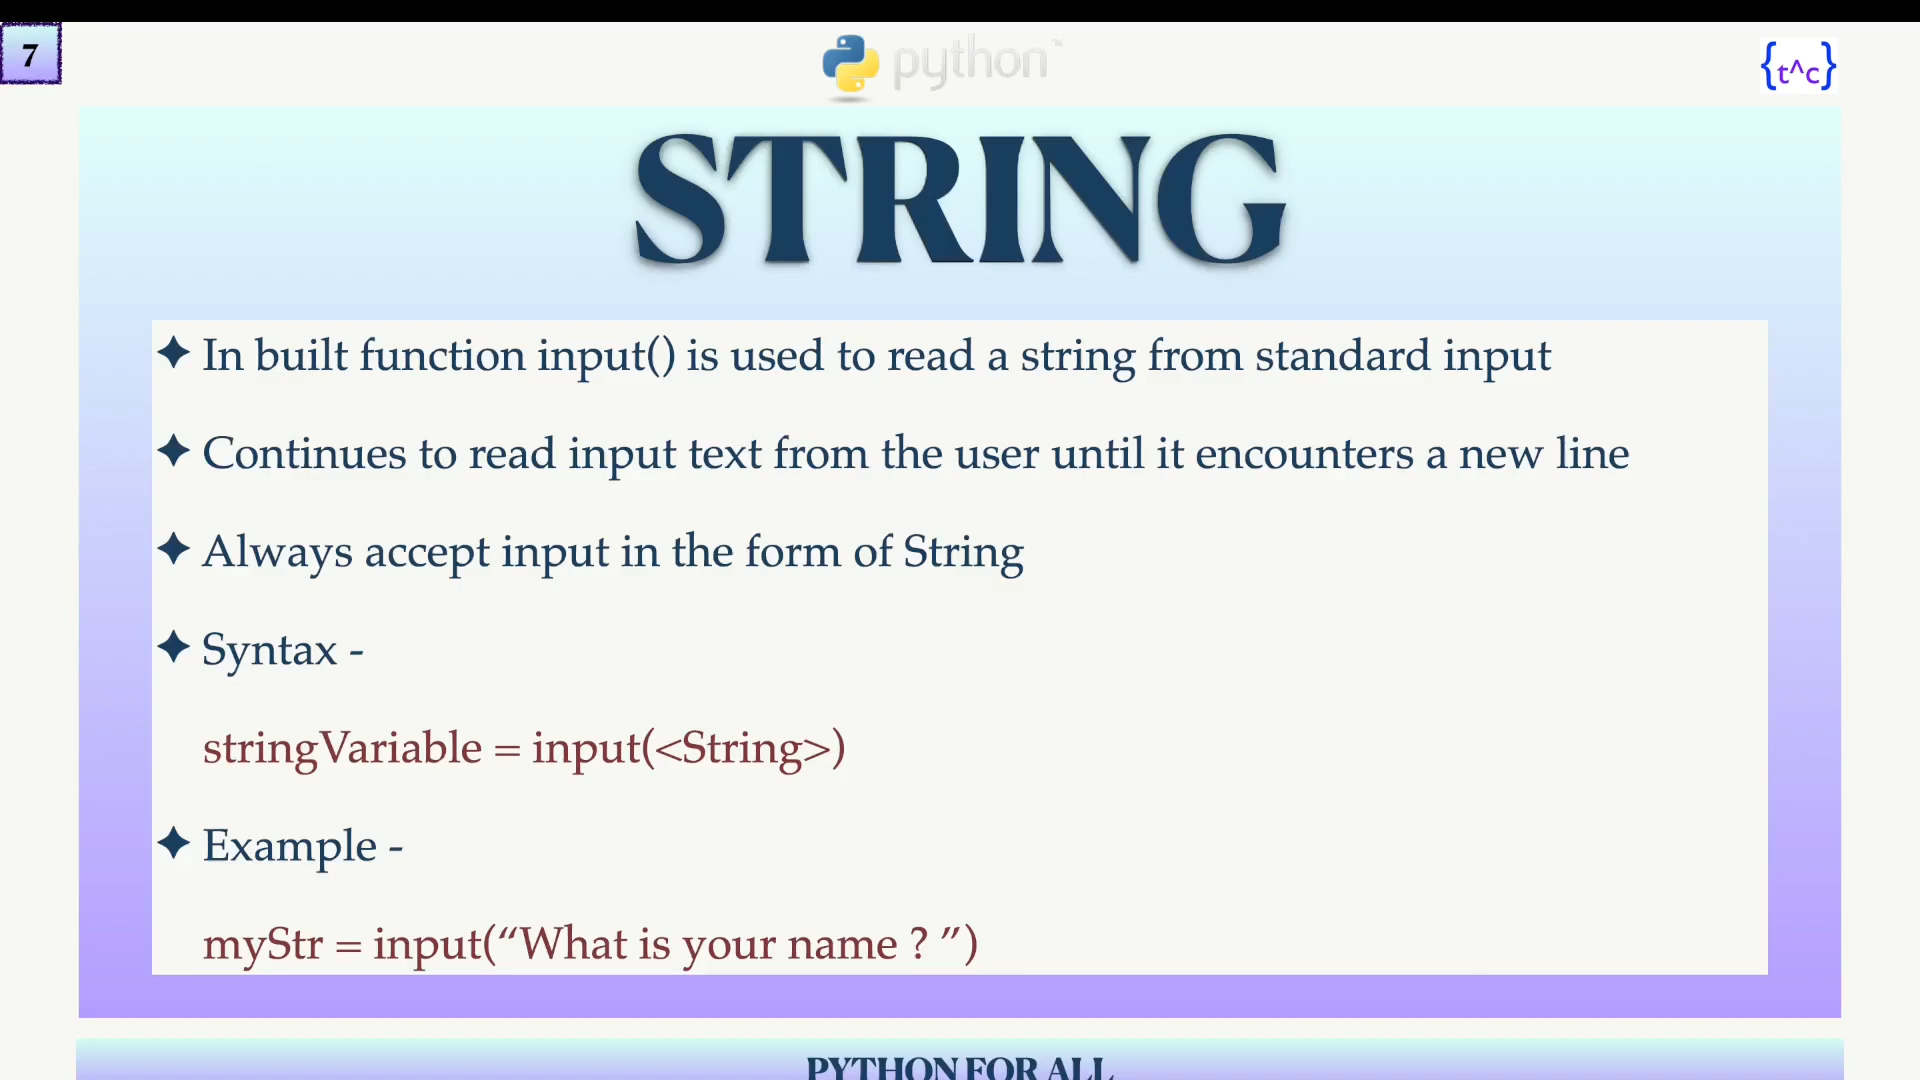 7
python™
{t^c}
STRING
✦ In built function input() is used to read a string from standard input
✦ Continues to read input text from the user until it encounters a new line
✦ Always accept input in the form of String
✦ Syntax -
stringVariable = input(<String>)
✦ Example -
myStr = input(“What is your name ? ”)
PYTHON FOR ALL